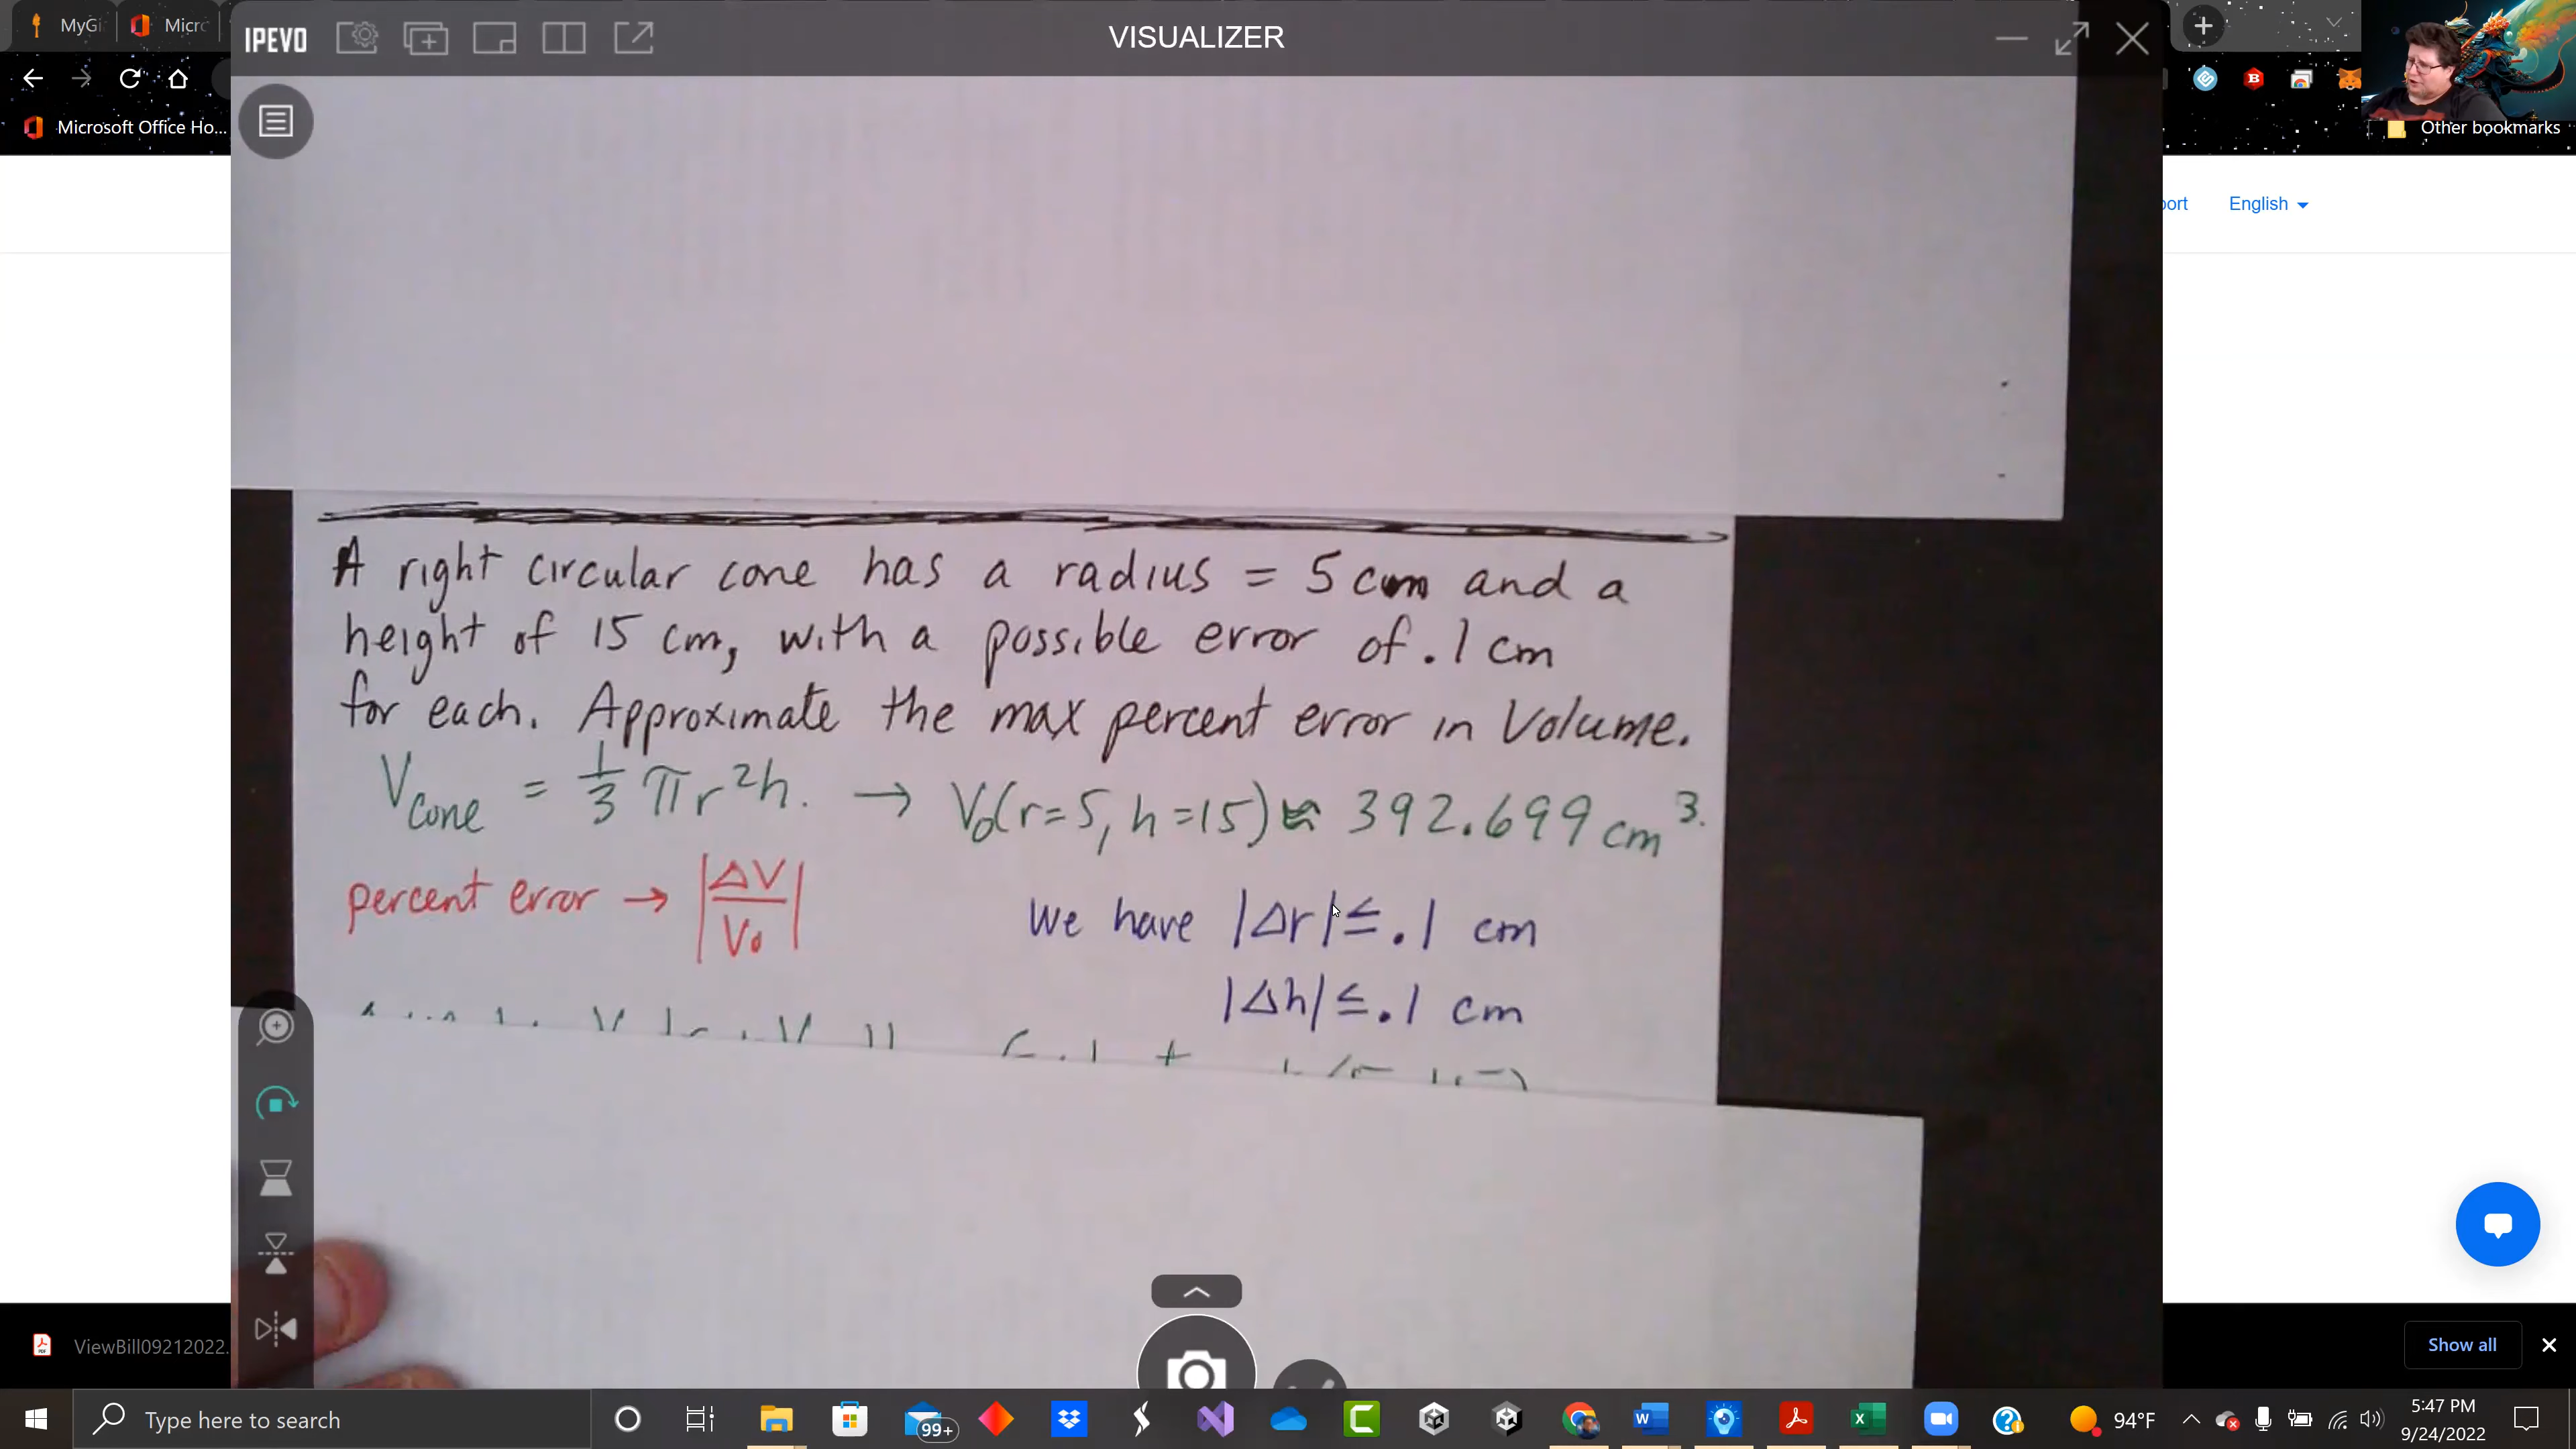 MyGi
Micro
IPEVO
VISUALIZER
Microsoft Office Ho...
Other bookmarks
port
English
A right circular cone has a radius = 5 cm and a
height of 15 cm, with a possible error of .1 cm
for each. Approximate the max percent error in Volume.
V_cone = 1/3 πr²h. → V₀(r=5, h=15) ≈ 392.699 cm³.
percent error → |ΔV/V₀|
We have |Δr| ≤ .1 cm
|Δh| ≤ .1 cm
ViewBill09212022.
Show all
Type here to search
99+
94°F
5:47 PM
9/24/2022